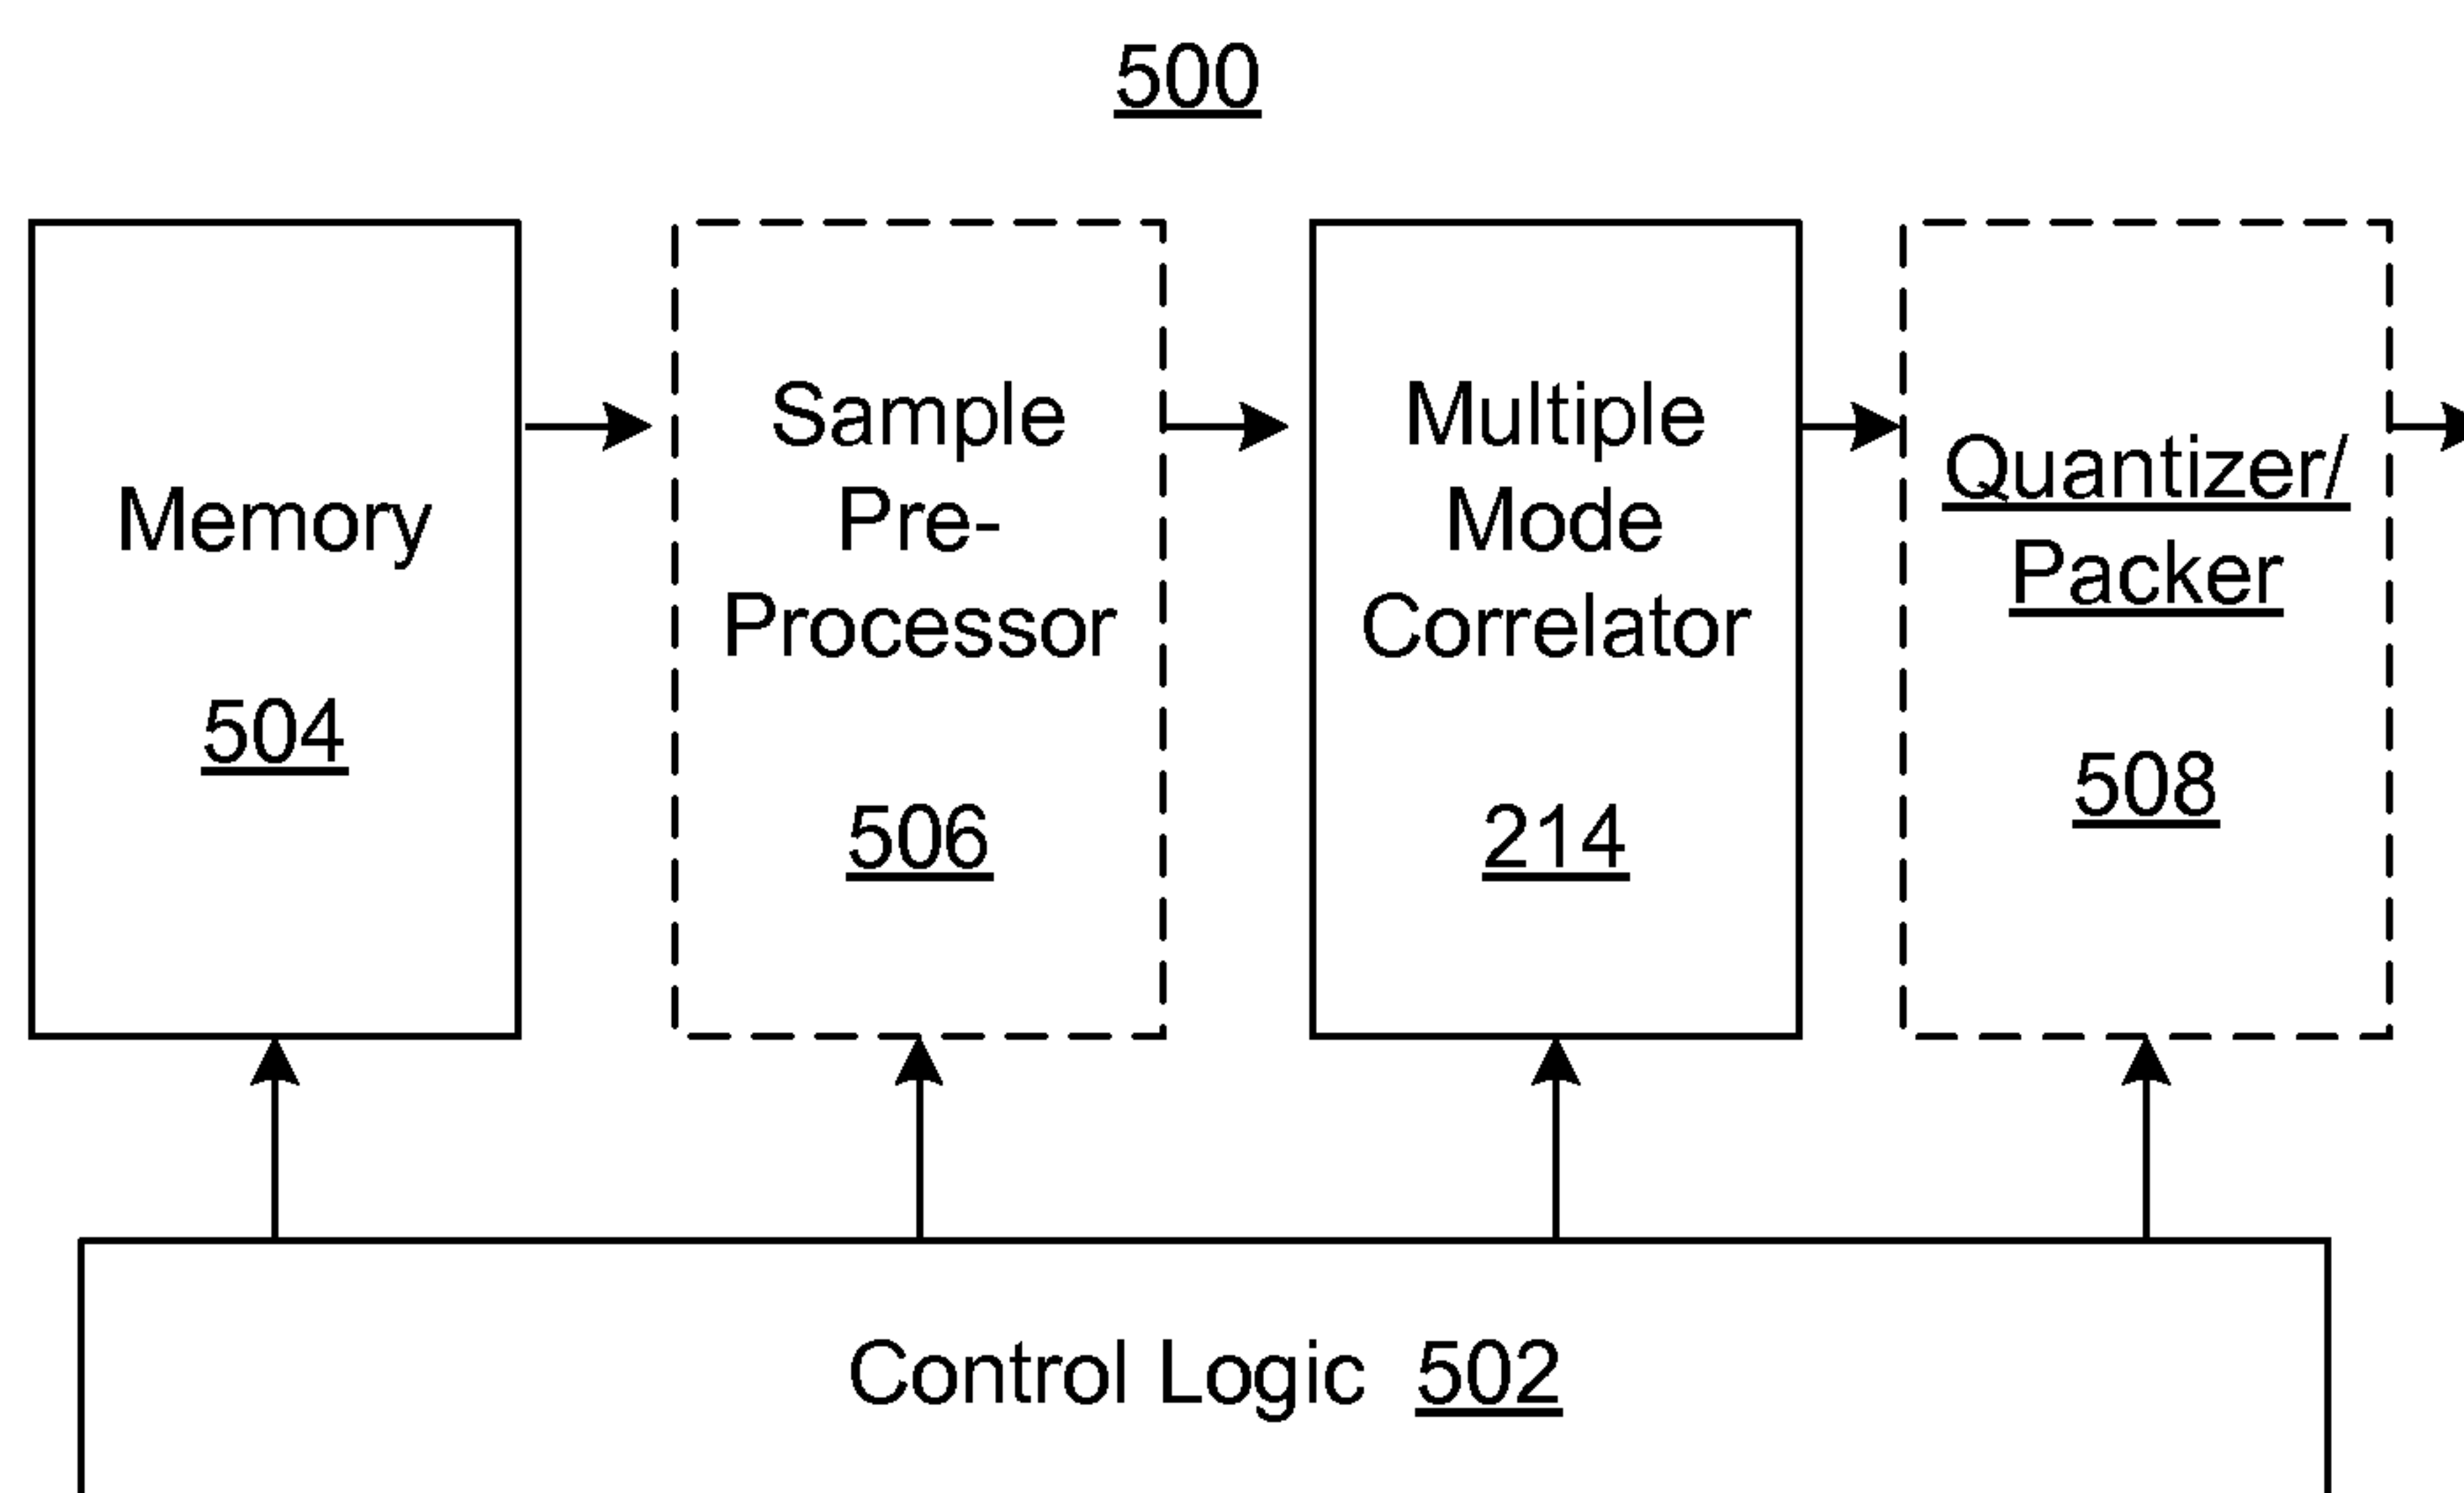 500
Memory
504
Sample
Pre-
Processor
506
Multiple
Mode
Correlator
214
Quantizer/
Packer
508
Control Logic 502